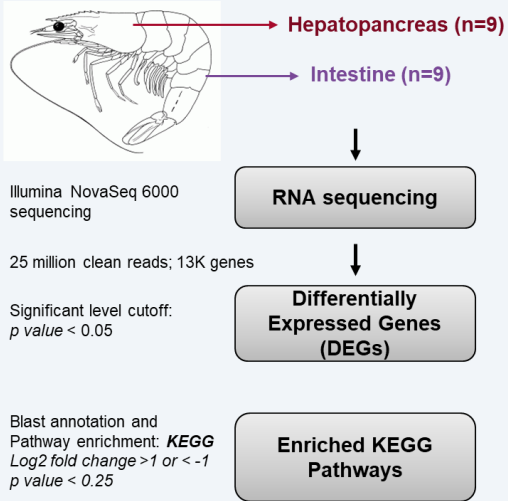 Hepatopancreas (n=9)
Intestine (n=9)
Illumina NovaSeq 6000
sequencing
RNA sequencing
25 million clean reads; 13K genes
Significant level cutoff:
p value < 0.05
Differentially
Expressed Genes
(DEGs)
Blast annotation and
Pathway enrichment: KEGG
Log2 fold change >1 or < -1
p value < 0.25
Enriched KEGG
Pathways